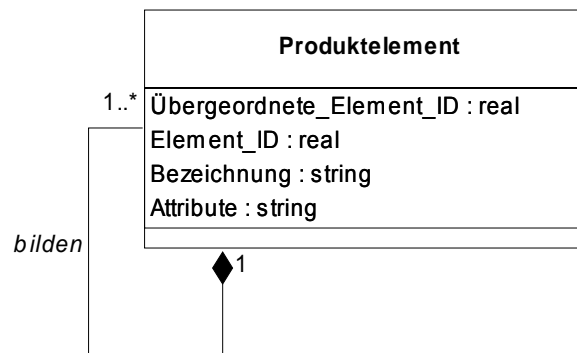 Produktelement
1..*
Übergeordnete_Element_ID : real
Element_ID : real
Bezeichnung : string
Attribute : string
bilden
1